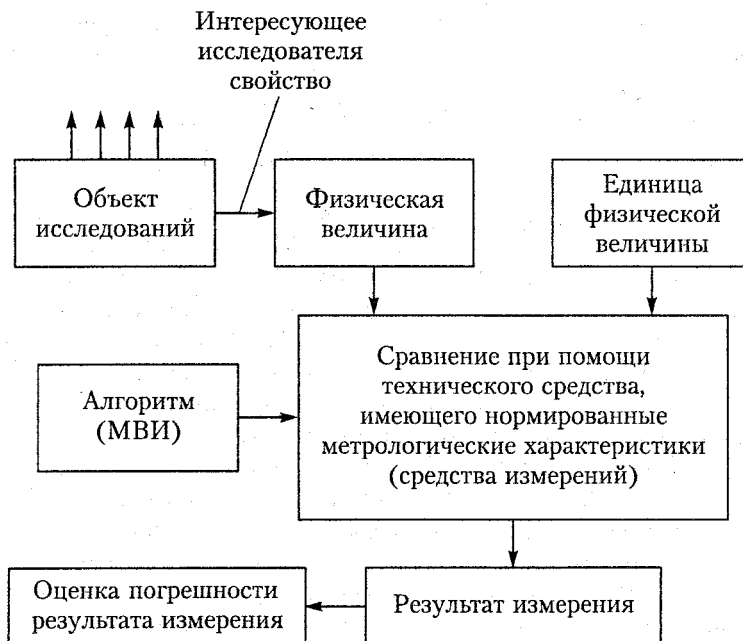 Интересующее
исследователя
свойство
Объект
исследований
Физическая
величина
Единица
физической
величины
Алгоритм
(МВИ)
Сравнение при помощи
технического средства,
имеющего нормированные
метрологические характеристики
(средства измерений)
Оценка погрешности
результата измерения
Результат измерения